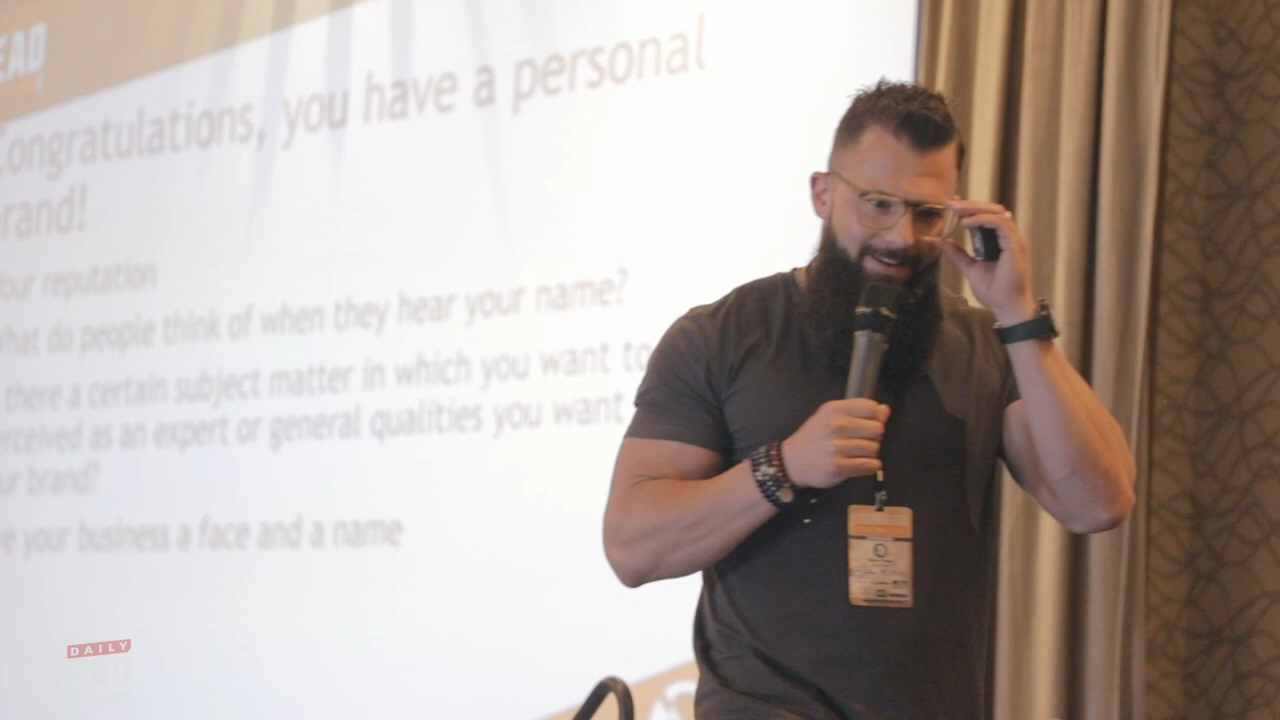 EAD
Congratulations, you have a personal
brand!
Your reputation
What do people think of when they hear your name?
there a certain subject matter in which you want to
erceived as an expert or general qualities you want
ur brand?
e your business a face and a name
DAILY